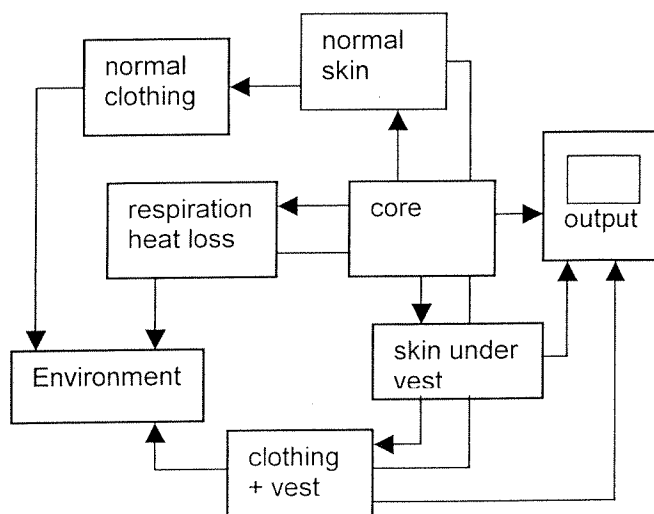 normal
skin
normal
clothing
respiration
heat loss
core
output
skin under
vest
Environment
clothing
+ vest